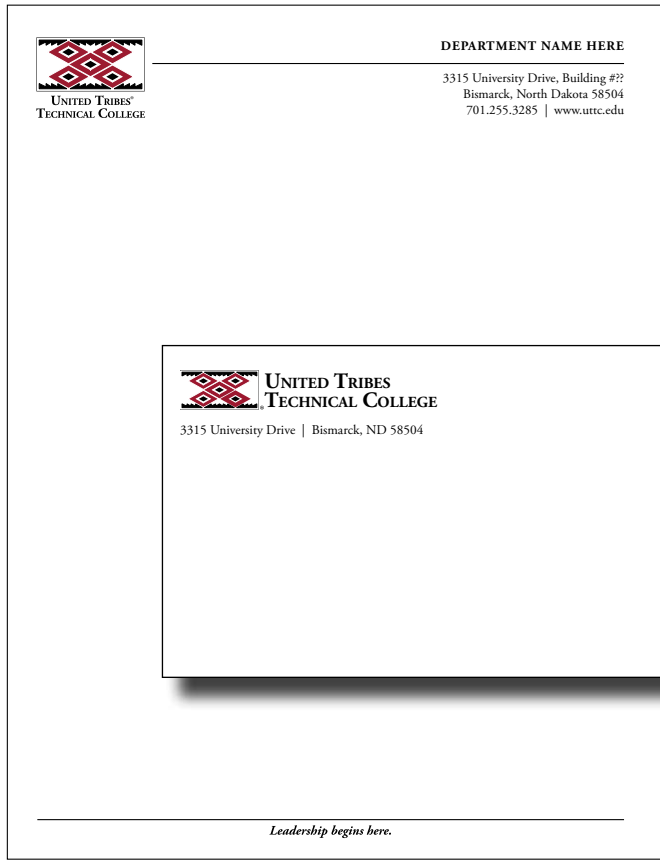 DEPARTMENT NAME HERE
3315 University Drive, Building #??
Bismarck, North Dakota 58504
701.255.3285 | www.uttc.edu
United Tribes®
Technical College
United Tribes
®Technical College
3315 University Drive | Bismarck, ND 58504
Leadership begins here.